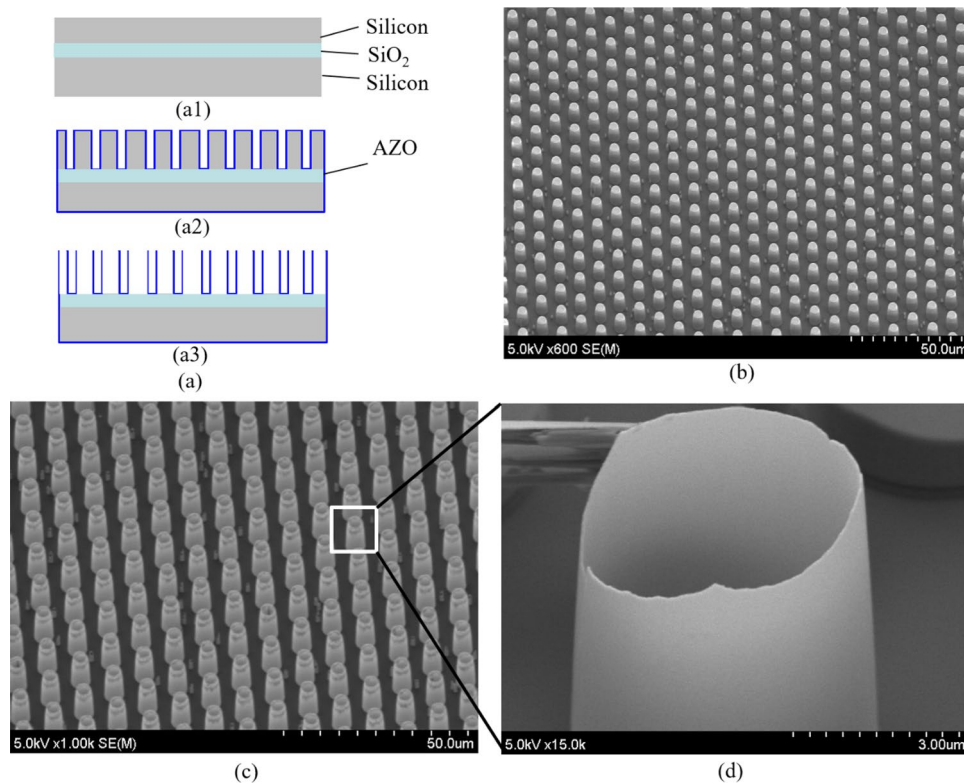 Silicon
SiO₂
Silicon
(a1)
AZO
(a2)
(a3)
(a)
5.0kV x600 SE(M) 50.0um
(b)
5.0kV x1.00k SE(M) 50.0um
(c)
5.0kV x15.0k 3.00um
(d)